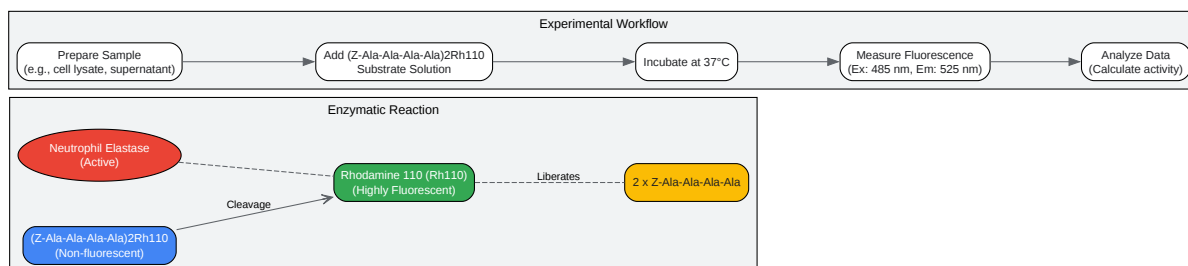 Experimental Workflow
Prepare Sample
(e.g., cell lysate, supernatant)
Add (Z-Ala-Ala-Ala-Ala)2Rh110
Substrate Solution
Incubate at 37°C
Measure Fluorescence
(Ex: 485 nm, Em: 525 nm)
Analyze Data
(Calculate activity)
Enzymatic Reaction
Neutrophil Elastase
(Active)
Rhodamine 110 (Rh110)
(Highly Fluorescent)
Liberates
2 x Z-Ala-Ala-Ala-Ala
Cleavage
(Z-Ala-Ala-Ala-Ala)2Rh110
(Non-fluorescent)